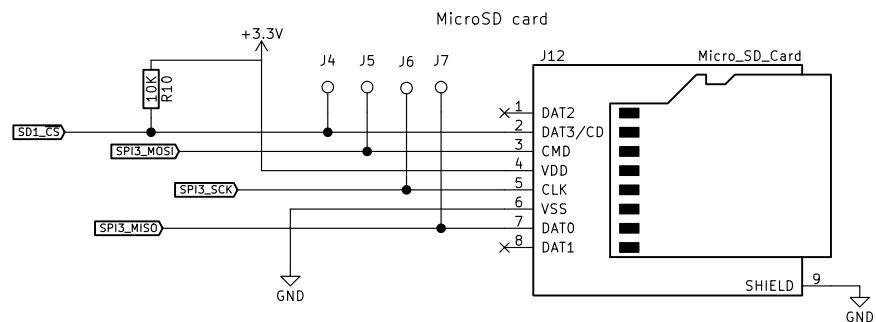 MicroSD card
+3.3V
J4
J5
J6
J7
J12
Micro_SD_Card
10K
R10
1
DAT2
SD1_CS
2
DAT3/CD
SPI3_MOSI
3
CMD
4
VDD
SPI3_SCK
5
CLK
6
VSS
SPI3_MISO
7
DAT0
8
DAT1
SHIELD
9
GND
GND